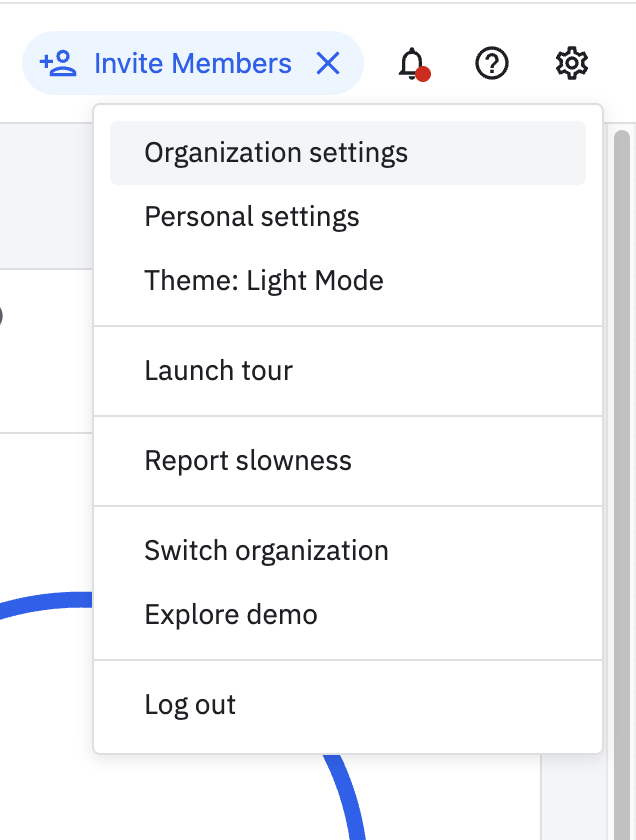 Invite Members
Organization settings
Personal settings
Theme: Light Mode
Launch tour
Report slowness
Switch organization
Explore demo
Log out